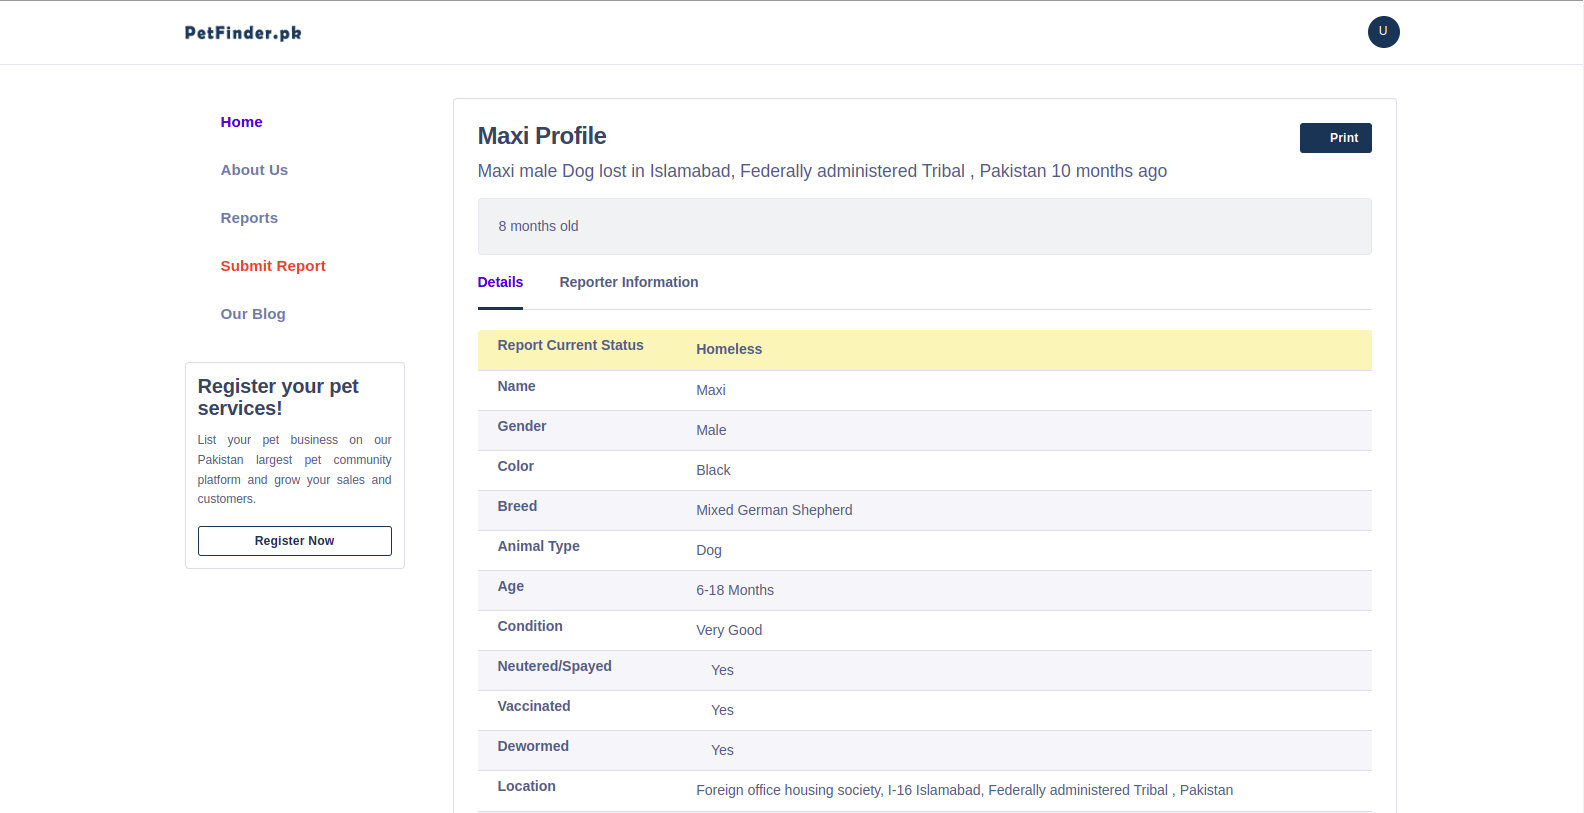 PetFinder.pk
U
Home
About Us
Reports
Submit Report
Our Blog
Register your pet
services!
List your pet business on our
Pakistan largest pet community
platform and grow your sales and
customers.
Register Now
Maxi Profile
Print
Maxi male Dog lost in Islamabad, Federally administered Tribal , Pakistan 10 months ago
8 months old
Details Reporter Information
Report Current Status Homeless
Name Maxi
Gender Male
Color Black
Breed Mixed German Shepherd
Animal Type Dog
Age 6-18 Months
Condition Very Good
Neutered/Spayed Yes
Vaccinated Yes
Dewormed Yes
Location Foreign office housing society, I-16 Islamabad, Federally administered Tribal , Pakistan